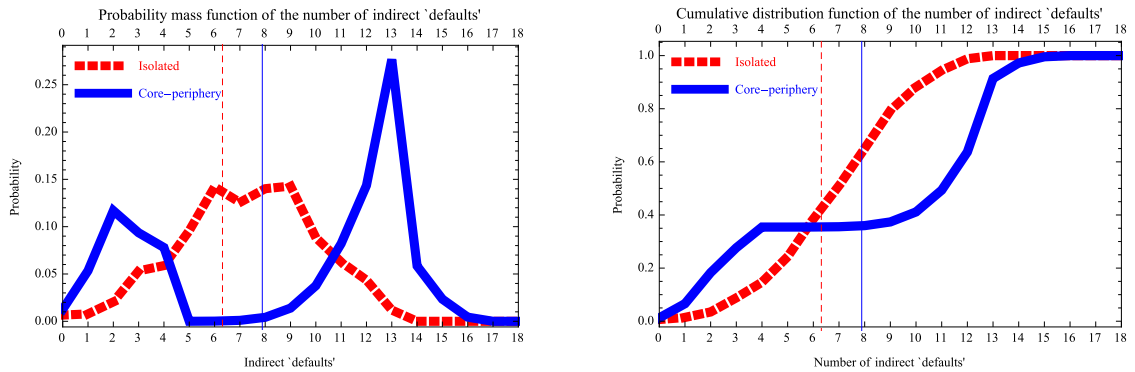 Probability mass function of the number of indirect `defaults'
0 1 2 3 4 5 6 7 8 9 10 11 12 13 14 15 16 17 18
Isolated
Core−periphery
0.25
0.20
0.15
0.10
0.05
0.00
Probability
0 1 2 3 4 5 6 7 8 9 10 11 12 13 14 15 16 17 18
Indirect `defaults'
Cumulative distribution function of the number of indirect `defaults'
0 1 2 3 4 5 6 7 8 9 10 11 12 13 14 15 16 17 18
1.0
Isolated
Core−periphery
0.8
0.6
0.4
0.2
0.0
Probability
0 1 2 3 4 5 6 7 8 9 10 11 12 13 14 15 16 17 18
Number of indirect `defaults'